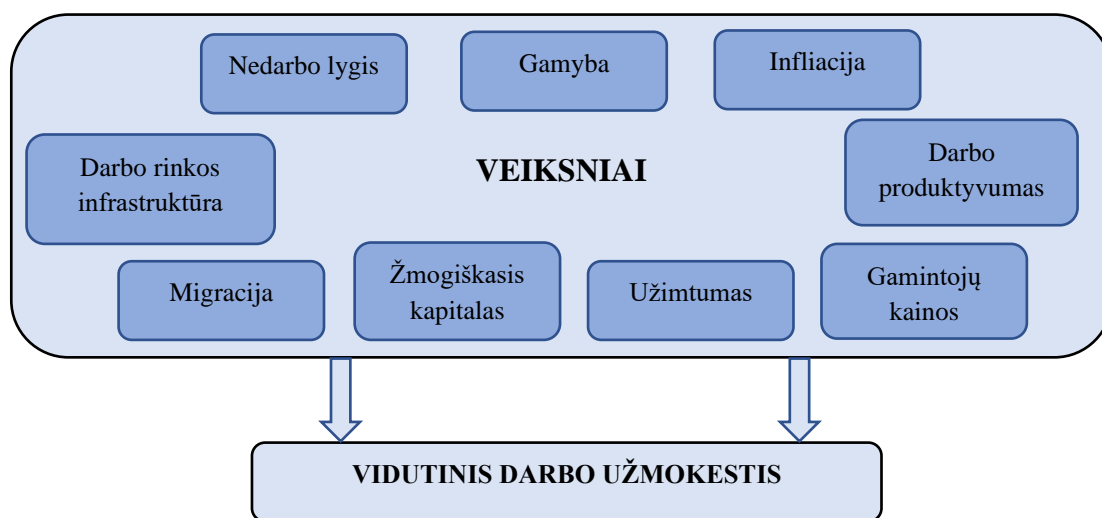 Nedarbo lygis
Gamyba
Infliacija
Darbo rinkos
infrastruktūra
VEIKSNIAI
Darbo
produktyvumas
Migracija
Žmogiškasis
kapitalas
Užimtumas
Gamintojų
kainos
VIDUTINIS DARBO UŽMOKESTIS